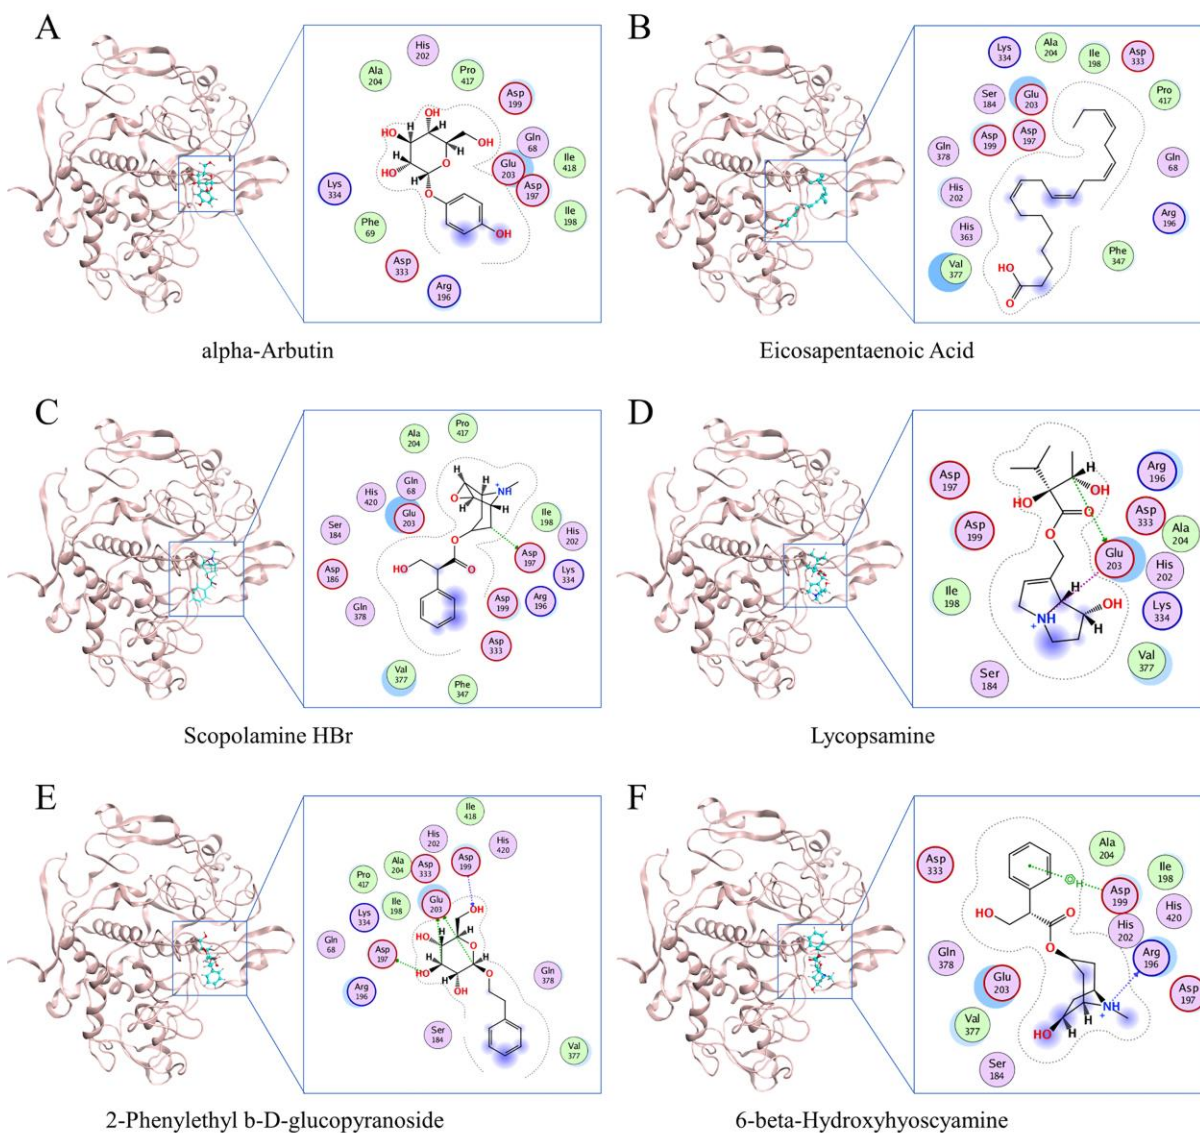 A
His
202
Ala
204
Pro
417
Asp
199
OH
HO
OH
HO
OH
H
H
H
H
O
O
OH
Gln
68
Glu
203
Ile
418
Asp
197
Lys
334
Ile
198
Phe
69
Asp
333
Arg
196
alpha-Arbutin
B
Lys
334
Ala
204
Ile
198
Asp
333
Ser
184
Glu
203
Pro
417
Asp
199
Asp
197
Gln
378
Gln
68
His
202
Arg
196
His
363
Phe
347
Val
377
HO
O
Eicosapentaenoic Acid
C
Pro
417
Ala
204
Gln
68
His
420
Glu
203
H
O
H
NH
+
H
Ile
198
Ser
184
His
202
O
Asp
197
Lys
334
HO
O
Asp
186
Asp
199
Arg
196
Gln
378
Asp
333
Val
377
Phe
347
Scopolamine HBr
D
Asp
197
H
Arg
196
OH
HO
O
Asp
333
Asp
199
O
Ala
204
Glu
203
His
202
H
Ile
198
OH
Lys
334
NH
+
H
Val
377
Ser
184
Lycopsamine
E
Ile
418
His
202
His
420
Ala
204
Asp
333
Asp
199
Pro
417
Ile
198
Glu
203
Lys
334
OH
H
HO
O
H
Gln
68
Asp
197
HO
H
H
OH
O
Gln
378
Arg
196
Ser
184
Val
377
2-Phenylethyl b-D-glucopyranoside
F
Ala
204
Asp
333
H
Ile
198
Asp
199
HO
O
His
420
His
202
O
Arg
196
Gln
378
Glu
203
Asp
197
NH
+
Val
377
HO
H
H
Ser
184
6-beta-Hydroxyhyoscyamine